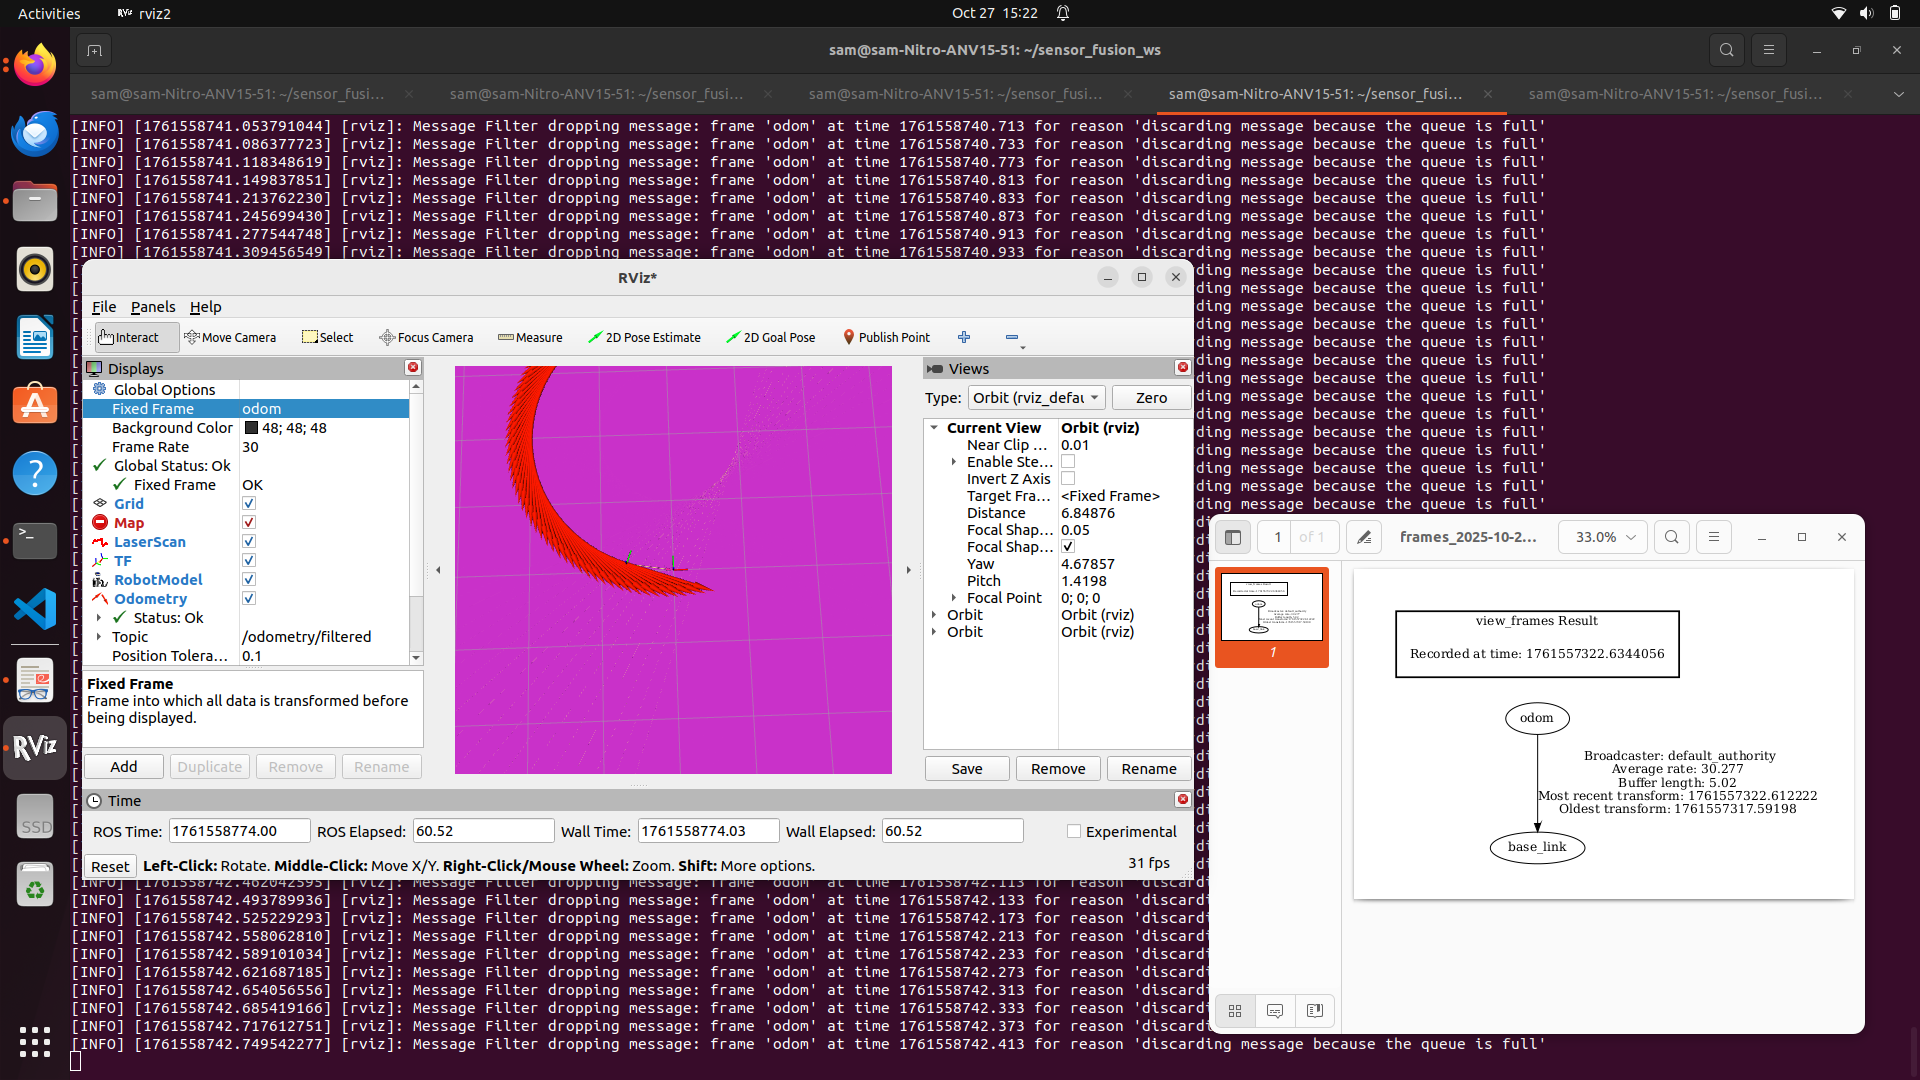 Activities
rviz2
Oct 27 15:22
sam@sam-Nitro-ANV15-51: ~/sensor_fusion_ws
sam@sam-Nitro-ANV15-51: ~/sensor_fusi...
sam@sam-Nitro-ANV15-51: ~/sensor_fusi...
sam@sam-Nitro-ANV15-51: ~/sensor_fusi...
sam@sam-Nitro-ANV15-51: ~/sensor_fusi...
sam@sam-Nitro-ANV15-51: ~/sensor_fusi...
[INFO] [1761558741.053791044] [rviz]: Message Filter dropping message: frame 'odom' at time 1761558740.713 for reason 'discarding message because the queue is full'
[INFO] [1761558741.086377723] [rviz]: Message Filter dropping message: frame 'odom' at time 1761558740.733 for reason 'discarding message because the queue is full'
[INFO] [1761558741.118348619] [rviz]: Message Filter dropping message: frame 'odom' at time 1761558740.773 for reason 'discarding message because the queue is full'
[INFO] [1761558741.149837851] [rviz]: Message Filter dropping message: frame 'odom' at time 1761558740.813 for reason 'discarding message because the queue is full'
[INFO] [1761558741.213762230] [rviz]: Message Filter dropping message: frame 'odom' at time 1761558740.833 for reason 'discarding message because the queue is full'
[INFO] [1761558741.245699430] [rviz]: Message Filter dropping message: frame 'odom' at time 1761558740.873 for reason 'discarding message because the queue is full'
[INFO] [1761558741.277544748] [rviz]: Message Filter dropping message: frame 'odom' at time 1761558740.913 for reason 'discarding message because the queue is full'
[INFO] [1761558741.309456549] [rviz]: Message Filter dropping message: frame 'odom' at time 1761558740.933 for reason 'discarding message because the queue is full'
RViz*
File Panels Help
Interact
Move Camera
Select
Focus Camera
Measure
2D Pose Estimate
2D Goal Pose
Publish Point
Displays
Global Options
Fixed Frame odom
Background Color 48; 48; 48
Frame Rate 30
Global Status: Ok
Fixed Frame OK
Grid
Map
LaserScan
TF
RobotModel
Odometry
Status: Ok
Topic /odometry/filtered
Position Tolera... 0.1
Fixed Frame
Frame into which all data is transformed before
being displayed.
Add Duplicate Remove Rename
Views
Type: Orbit (rviz_defau Zero
Current View Orbit (rviz)
Near Clip ... 0.01
Enable Ste...
Invert Z Axis
Target Fra... <Fixed Frame>
Distance 6.84876
Focal Shap... 0.05
Focal Shap...
Yaw 4.67857
Pitch 1.4198
Focal Point 0; 0; 0
Orbit Orbit (rviz)
Orbit Orbit (rviz)
Save Remove Rename
Time
ROS Time: 1761558774.00 ROS Elapsed: 60.52 Wall Time: 1761558774.03 Wall Elapsed: 60.52 Experimental
Reset Left-Click: Rotate. Middle-Click: Move X/Y. Right-Click/Mouse Wheel: Zoom. Shift: More options.
31 fps
1 of 1
frames_2025-10-2...
33.0%
1
view_frames Result
Recorded at time: 1761557322.6344056
odom
Broadcaster: default_authority
Average rate: 30.277
Buffer length: 5.02
Most recent transform: 1761557322.612222
Oldest transform: 1761557317.59198
base_link
[INFO] [1761558742.462042595] [rviz]: Message Filter dropping message: frame 'odom' at time 1761558742.113 for reason 'discard
[INFO] [1761558742.493789936] [rviz]: Message Filter dropping message: frame 'odom' at time 1761558742.133 for reason 'discard
[INFO] [1761558742.525229293] [rviz]: Message Filter dropping message: frame 'odom' at time 1761558742.173 for reason 'discard
[INFO] [1761558742.558062810] [rviz]: Message Filter dropping message: frame 'odom' at time 1761558742.213 for reason 'discard
[INFO] [1761558742.589101034] [rviz]: Message Filter dropping message: frame 'odom' at time 1761558742.233 for reason 'discard
[INFO] [1761558742.621687185] [rviz]: Message Filter dropping message: frame 'odom' at time 1761558742.273 for reason 'discard
[INFO] [1761558742.654056556] [rviz]: Message Filter dropping message: frame 'odom' at time 1761558742.313 for reason 'discard
[INFO] [1761558742.685419166] [rviz]: Message Filter dropping message: frame 'odom' at time 1761558742.333 for reason 'discard
[INFO] [1761558742.717612751] [rviz]: Message Filter dropping message: frame 'odom' at time 1761558742.373 for reason 'discard
[INFO] [1761558742.749542277] [rviz]: Message Filter dropping message: frame 'odom' at time 1761558742.413 for reason 'discarding message because the queue is full'